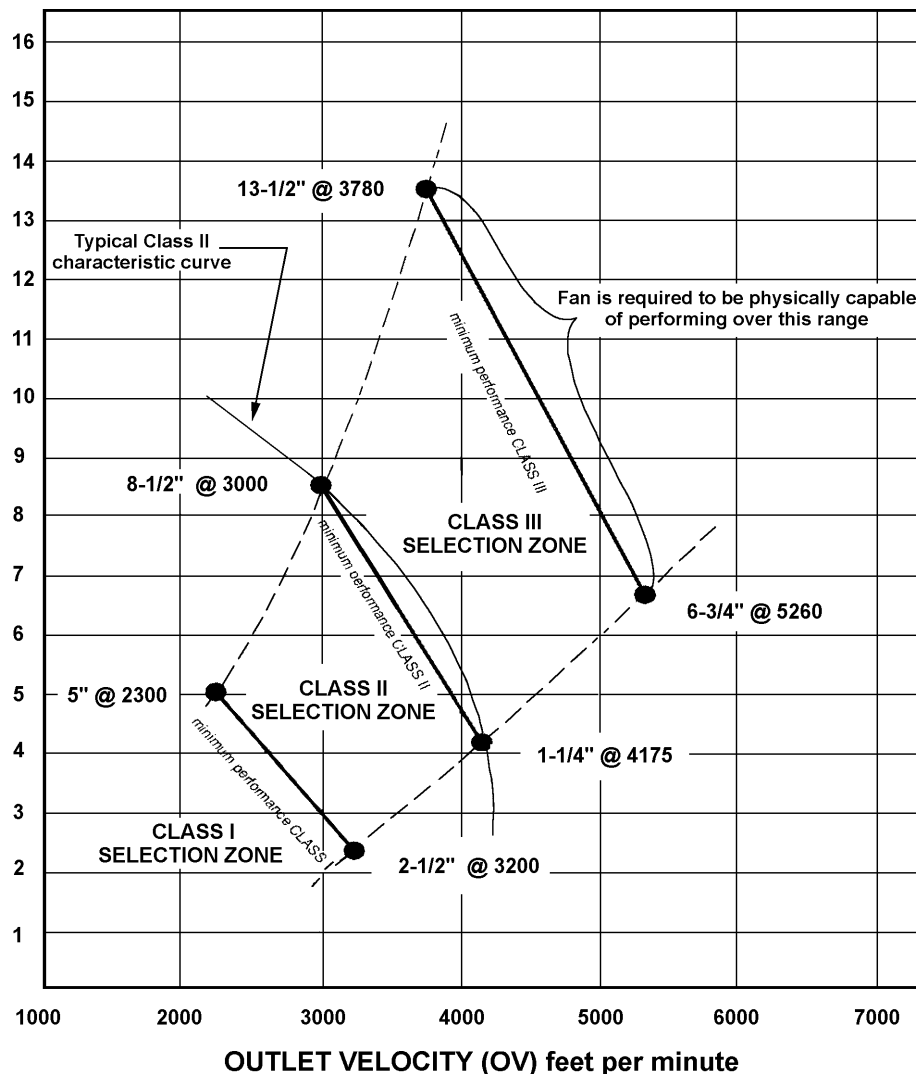 16
15
14
13
12
11
10
9
8
7
6
5
4
3
2
1
13-1/2" @ 3780
Typical Class II
characteristic curve
Fan is required to be physically capable
of performing over this range
minimum performance CLASS III
8-1/2" @ 3000
minimum performance CLASS II
CLASS III
SELECTION ZONE
6-3/4" @ 5260
5" @ 2300
CLASS II
SELECTION ZONE
minimum performance CLASS
1-1/4" @ 4175
CLASS I
SELECTION ZONE
2-1/2" @ 3200
1000 2000 3000 4000 5000 6000 7000
OUTLET VELOCITY (OV) feet per minute